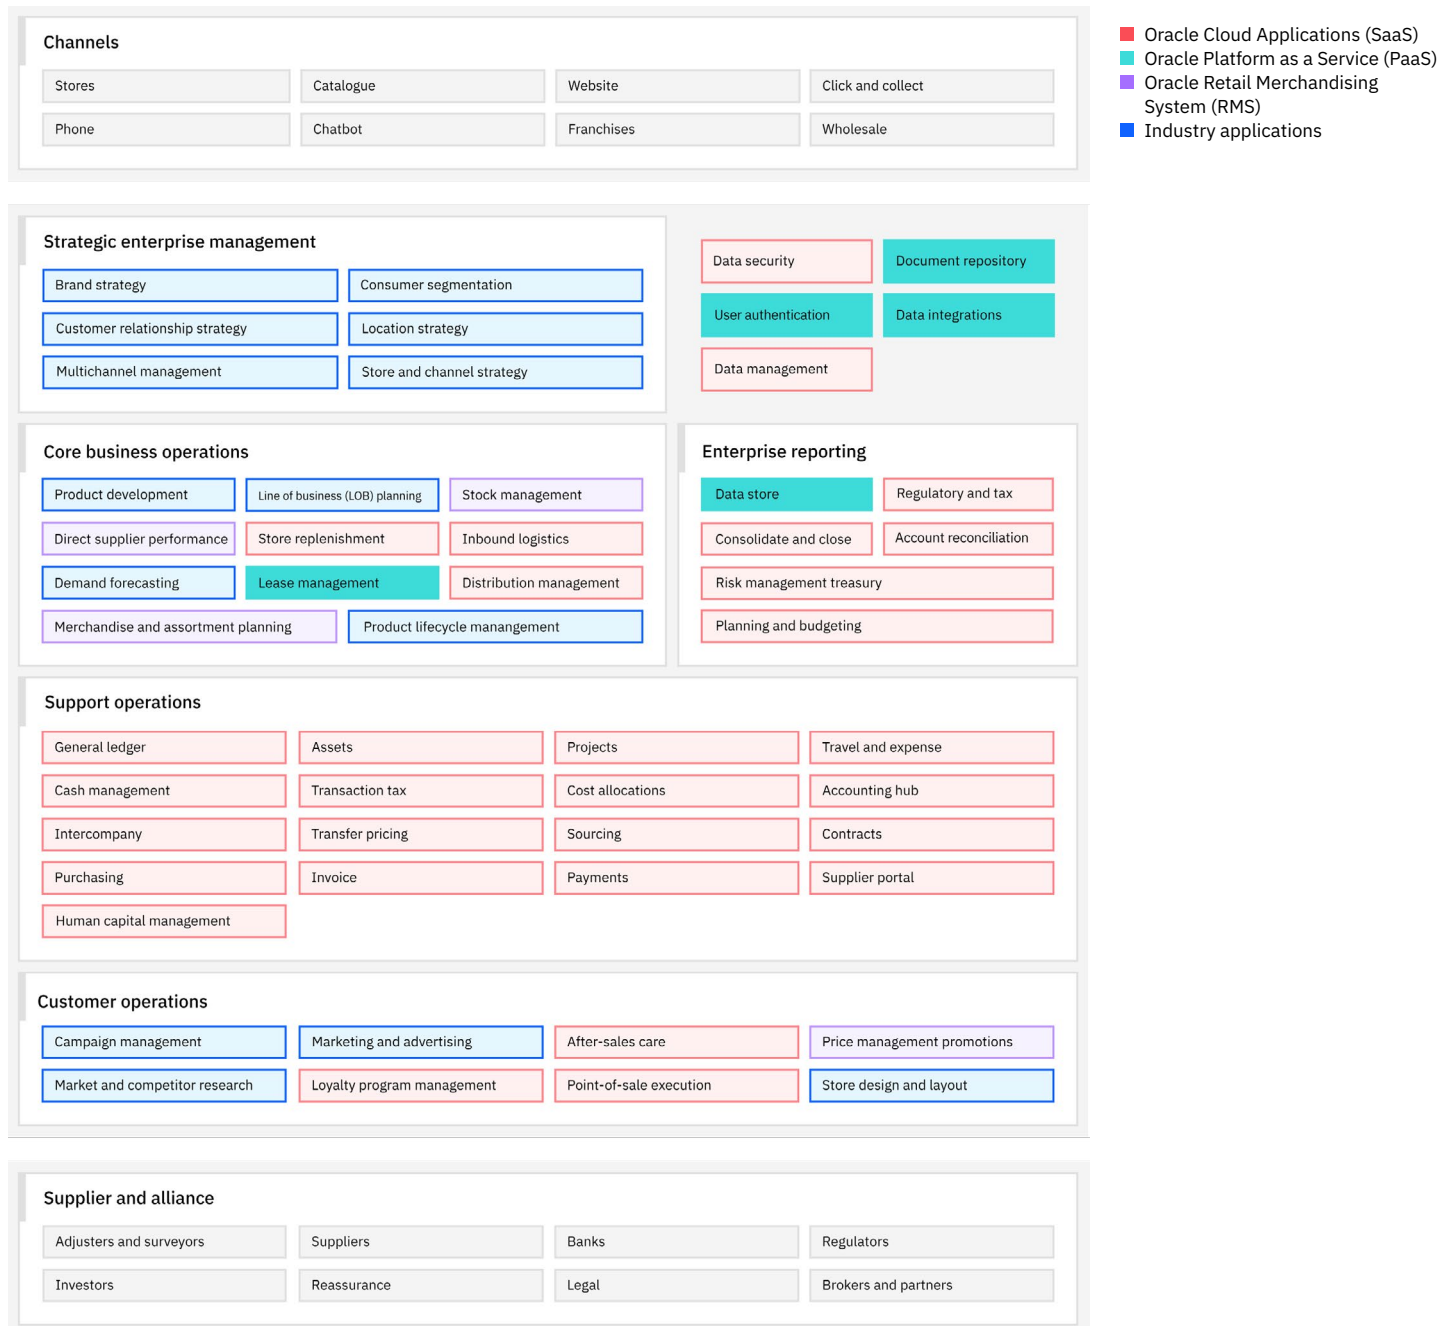 Channels
Stores
Catalogue
Website
Click and collect
Phone
Chatbot
Franchises
Wholesale
Oracle Cloud Applications (SaaS)
Oracle Platform as a Service (PaaS)
Oracle Retail Merchandising
System (RMS)
Industry applications
Strategic enterprise management
Brand strategy
Consumer segmentation
Customer relationship strategy
Location strategy
Multichannel management
Store and channel strategy
Data security
Document repository
User authentication
Data integrations
Data management
Core business operations
Product development
Line of business (LOB) planning
Stock management
Direct supplier performance
Store replenishment
Inbound logistics
Demand forecasting
Lease management
Distribution management
Merchandise and assortment planning
Product lifecycle manangement
Enterprise reporting
Data store
Regulatory and tax
Consolidate and close
Account reconciliation
Risk management treasury
Planning and budgeting
Support operations
General ledger
Assets
Projects
Travel and expense
Cash management
Transaction tax
Cost allocations
Accounting hub
Intercompany
Transfer pricing
Sourcing
Contracts
Purchasing
Invoice
Payments
Supplier portal
Human capital management
Customer operations
Campaign management
Marketing and advertising
After-sales care
Price management promotions
Market and competitor research
Loyalty program management
Point-of-sale execution
Store design and layout
Supplier and alliance
Adjusters and surveyors
Suppliers
Banks
Regulators
Investors
Reassurance
Legal
Brokers and partners